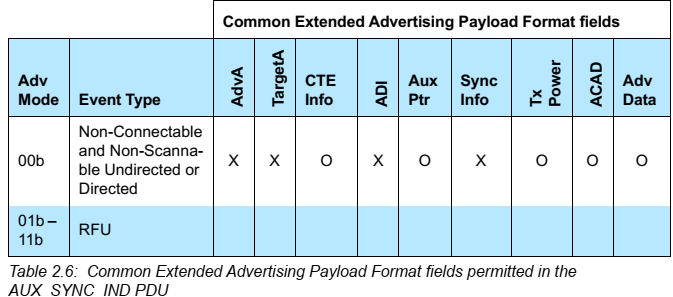 Common Extended Advertising Payload Format fields
Adv Mode Event Type AdvA TargetA CTE Info ADI Aux Ptr Sync Info Tx Power ACAD Adv Data
00b Non-Connectable and Non-Scanna-ble Undirected or Directed X X O X O X O O O
01b – 11b RFU
Table 2.6: Common Extended Advertising Payload Format fields permitted in the
AUX_SYNC_IND PDU